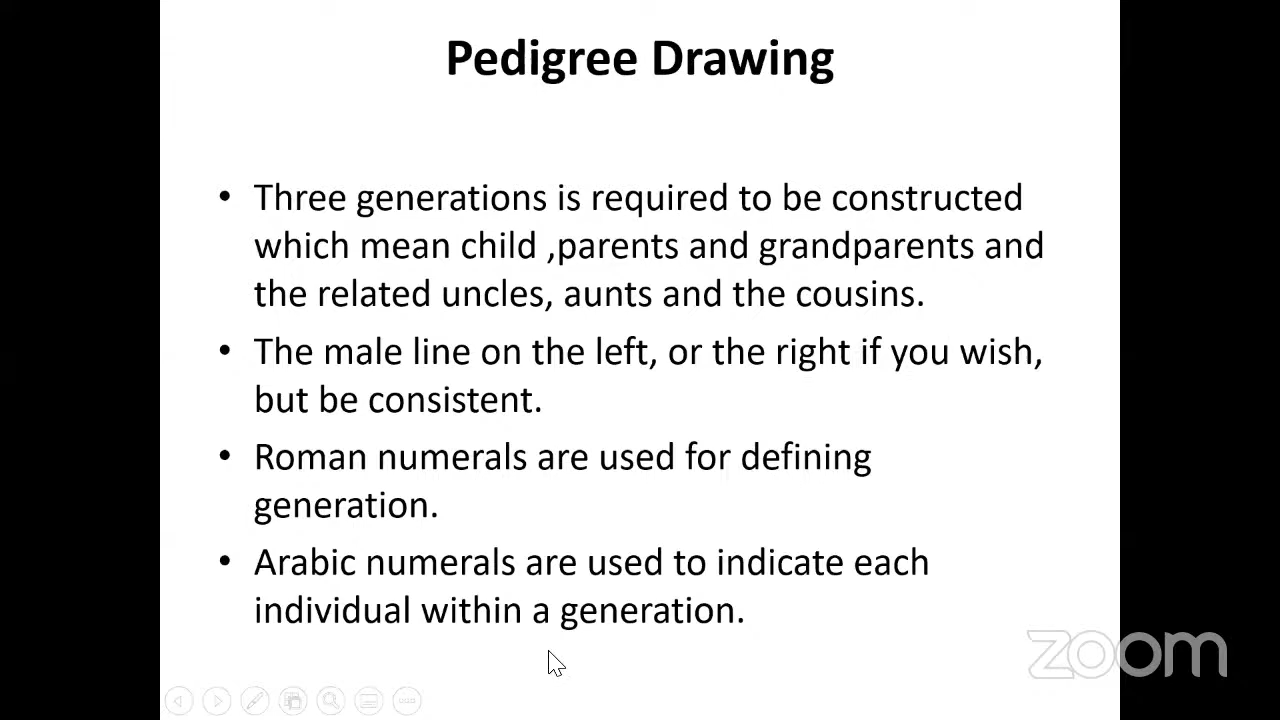 Pedigree Drawing
• Three generations is required to be constructed
which mean child ,parents and grandparents and
the related uncles, aunts and the cousins.
• The male line on the left, or the right if you wish,
but be consistent.
• Roman numerals are used for defining
generation.
• Arabic numerals are used to indicate each
individual within a generation.
zoom